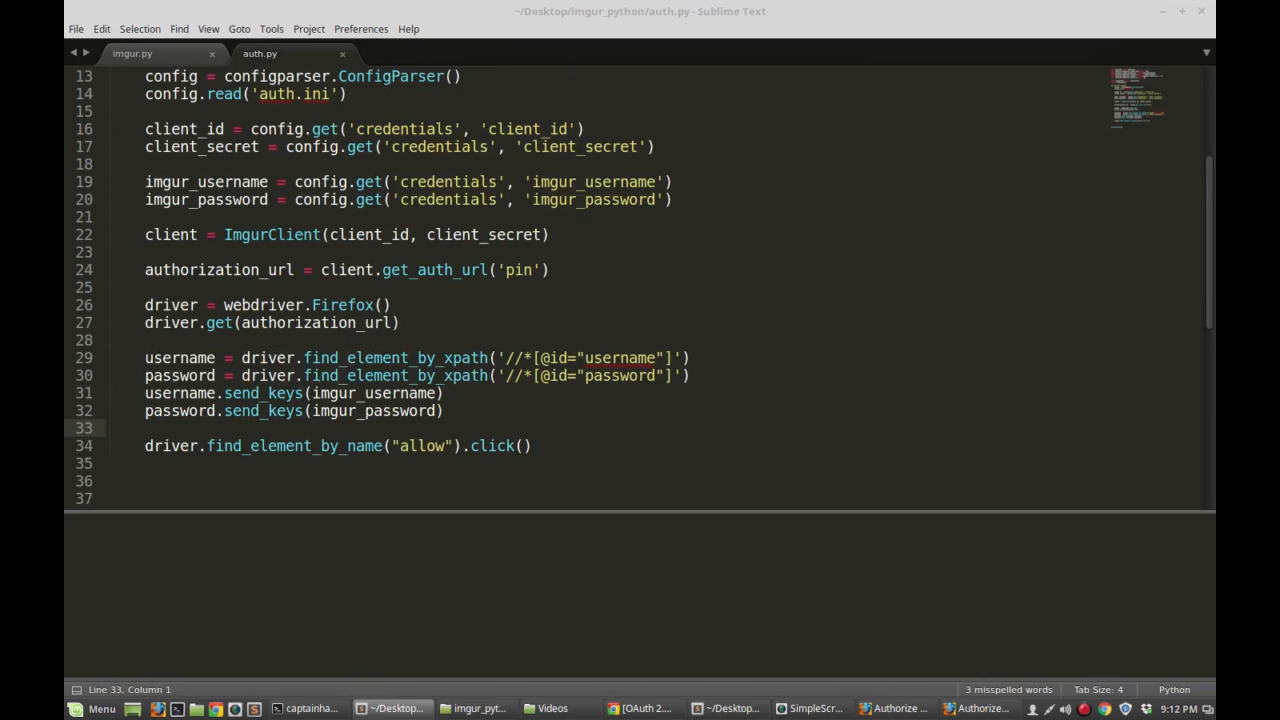 ~/Desktop/imgur_python/auth.py - Sublime Text
File Edit Selection Find View Goto Tools Project Preferences Help
imgur.py auth.py
13 config = configparser.ConfigParser()
14 config.read('auth.ini')
15
16 client_id = config.get('credentials', 'client_id')
17 client_secret = config.get('credentials', 'client_secret')
18
19 imgur_username = config.get('credentials', 'imgur_username')
20 imgur_password = config.get('credentials', 'imgur_password')
21
22 client = ImgurClient(client_id, client_secret)
23
24 authorization_url = client.get_auth_url('pin')
25
26 driver = webdriver.Firefox()
27 driver.get(authorization_url)
28
29 username = driver.find_element_by_xpath('//*[@id="username"]')
30 password = driver.find_element_by_xpath('//*[@id="password"]')
31 username.send_keys(imgur_username)
32 password.send_keys(imgur_password)
33
34 driver.find_element_by_name("allow").click()
35
36
37
Line 33, Column 1 3 misspelled words Tab Size: 4 Python
Menu captainha... ~/Desktop... imgur_pyt... Videos [OAuth 2... ~/Desktop... SimpleScr... Authorize ... Authorize... 9:12 PM